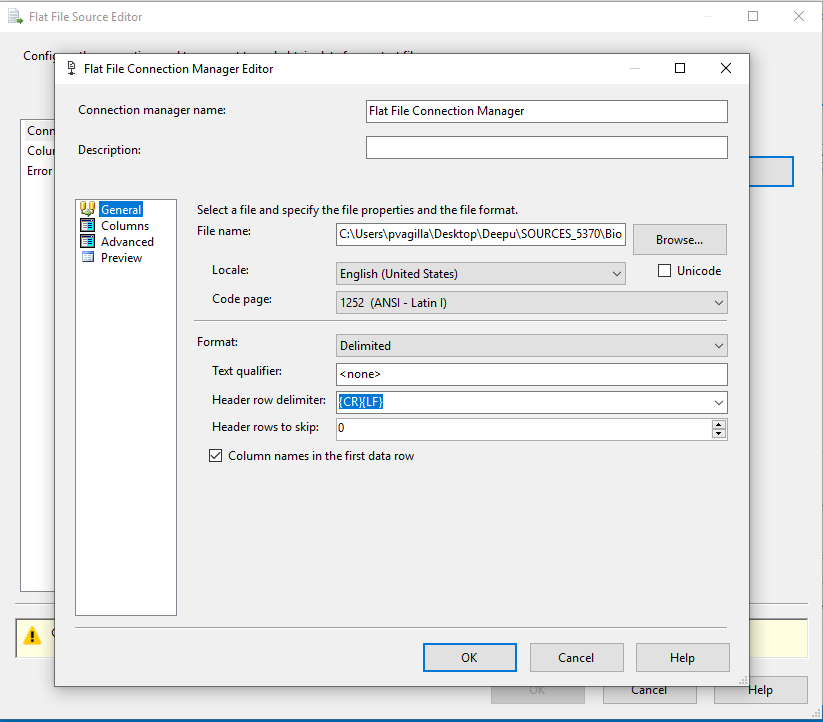 Flat File Source Editor
Flat File Connection Manager Editor
Connection manager name:
Flat File Connection Manager
Description:
Conn
Colur
Error
General
Columns
Advanced
Preview
Select a file and specify the file properties and the file format.
File name:
C:\Users\pvagilla\Desktop\Deepu\SOURCES_5370\Bio
Browse...
Locale:
English (United States)
Unicode
Code page:
1252 (ANSI - Latin I)
Format:
Delimited
Text qualifier:
<none>
Header row delimiter:
{CR}{LF}
Header rows to skip:
0
Column names in the first data row
OK
Cancel
Help
OK
Cancel
Help